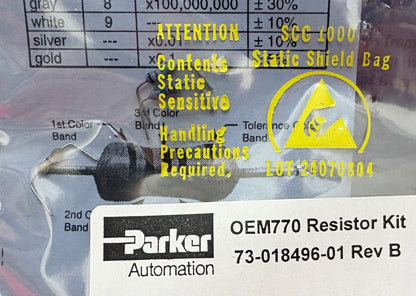 gray 8 x100,000,000 ± 30%
white 9 ± 10%
silver x0.01 ± 10%
ATTENTION
Contents
Static
Sensitive
Handling
Precautions
Required.
SCC 1000
Static Shield Bag
LOT:24070804
1st Color
Band
3rd Color
Band
Tolerance Color
Band
2nd Co
Band
Parker
Automation
OEM770 Resistor Kit
73-018496-01 Rev B